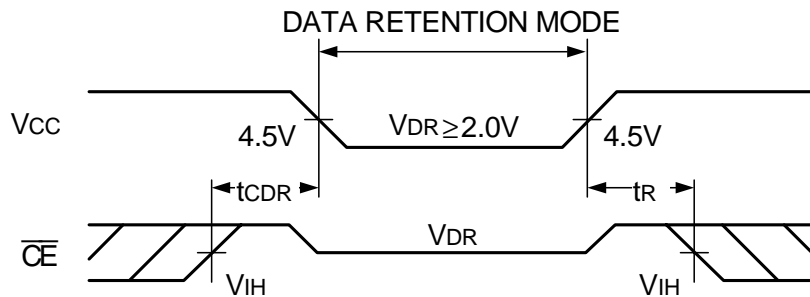 DATA RETENTION MODE
VCC
4.5V
VDR≥2.0V
4.5V
tCDR
tR
CE
VDR
VIH
VIH